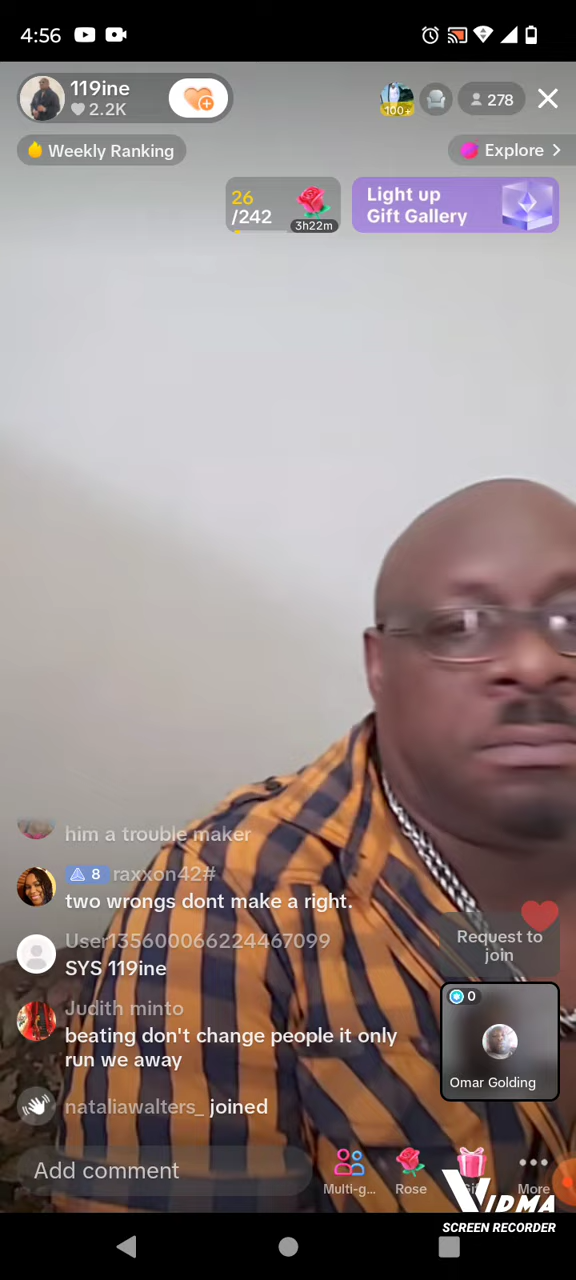 4:56
119ine
2.2K
100+
278
Weekly Ranking
Explore
26
/242
3h22m
Light up
Gift Gallery
him a trouble maker
8 raxxon42#
two wrongs dont make a right.
User135600066224467099
SYS 119ine
Judith minto
beating don't change people it only
run we away
nataliawalters_ joined
Request to
join
0
Omar Golding
Add comment
Multi-g...
Rose
More
VIDMA
SCREEN RECORDER